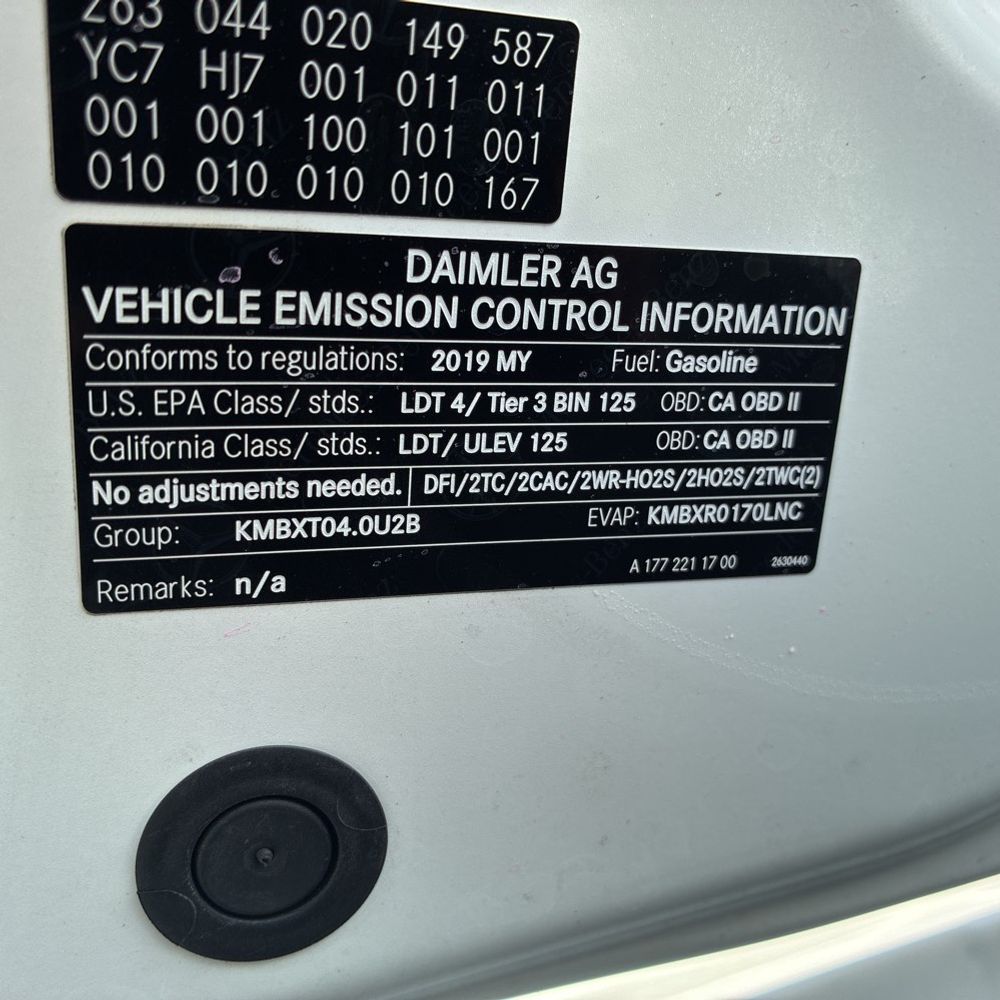 263 044 020 149 587
YC7 HJ7 001 011 011
001 001 100 101 001
010 010 010 010 167
DAIMLER AG
VEHICLE EMISSION CONTROL INFORMATION
Conforms to regulations: 2019 MY Fuel: Gasoline
U.S. EPA Class/ stds.: LDT 4/ Tier 3 BIN 125 OBD: CA OBD II
California Class/ stds.: LDT/ ULEV 125 OBD: CA OBD II
No adjustments needed. DFI/2TC/2CAC/2WR-HO2S/2HO2S/2TWC(2)
Group: KMBXT04.0U2B EVAP: KMBXR0170LNC
A 177 221 17 00 2630440
Remarks: n/a